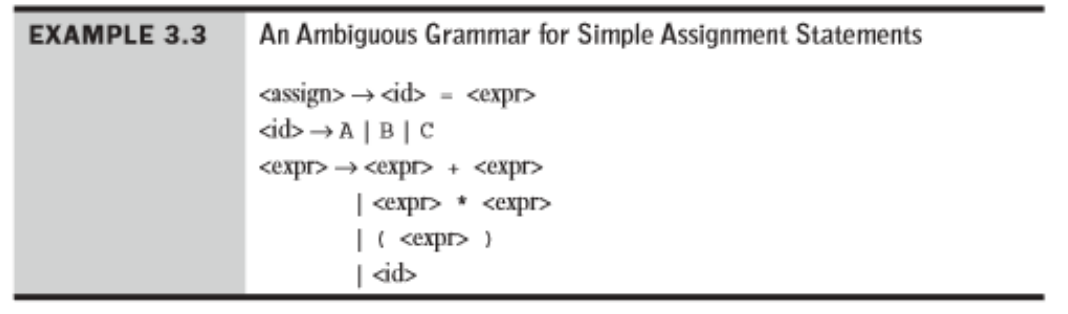 EXAMPLE 3.3 An Ambiguous Grammar for Simple Assignment Statements
<assign> → <id> = <expr>
<id> → A | B | C
<expr> → <expr> + <expr>
| <expr> * <expr>
| ( <expr> )
| <id>